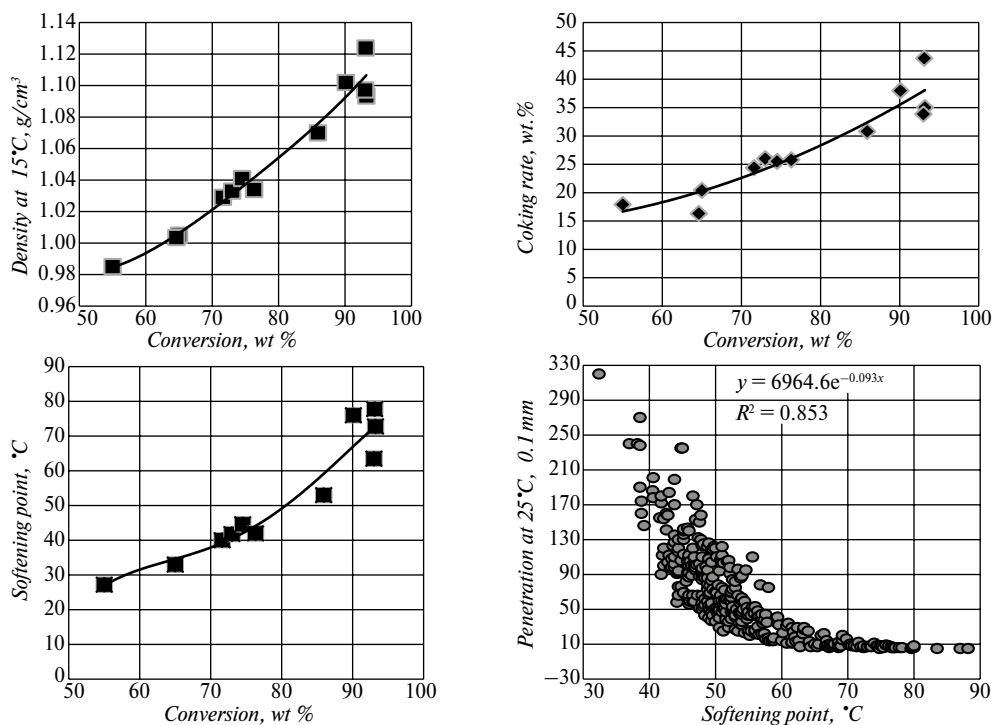 1.14
1.12
1.10
1.08
1.06
1.04
1.02
1.00
0.98
0.96
50 60 70 80 90 100
Density at 15°C, g/cm³
Conversion, wt %
50
45
40
35
30
25
20
15
10
5
0
50 60 70 80 90 100
Coking rate, wt.%
Conversion, wt %
90
80
70
60
50
40
30
20
10
0
50 60 70 80 90 100
Softening point, °C
Conversion, wt %
330
290
250
210
170
130
90
50
10
−30
30 40 50 60 70 80 90
Penetration at 25°C, 0.1 mm
Softening point, °C
y = 6964.6e^−0.093x
R² = 0.853